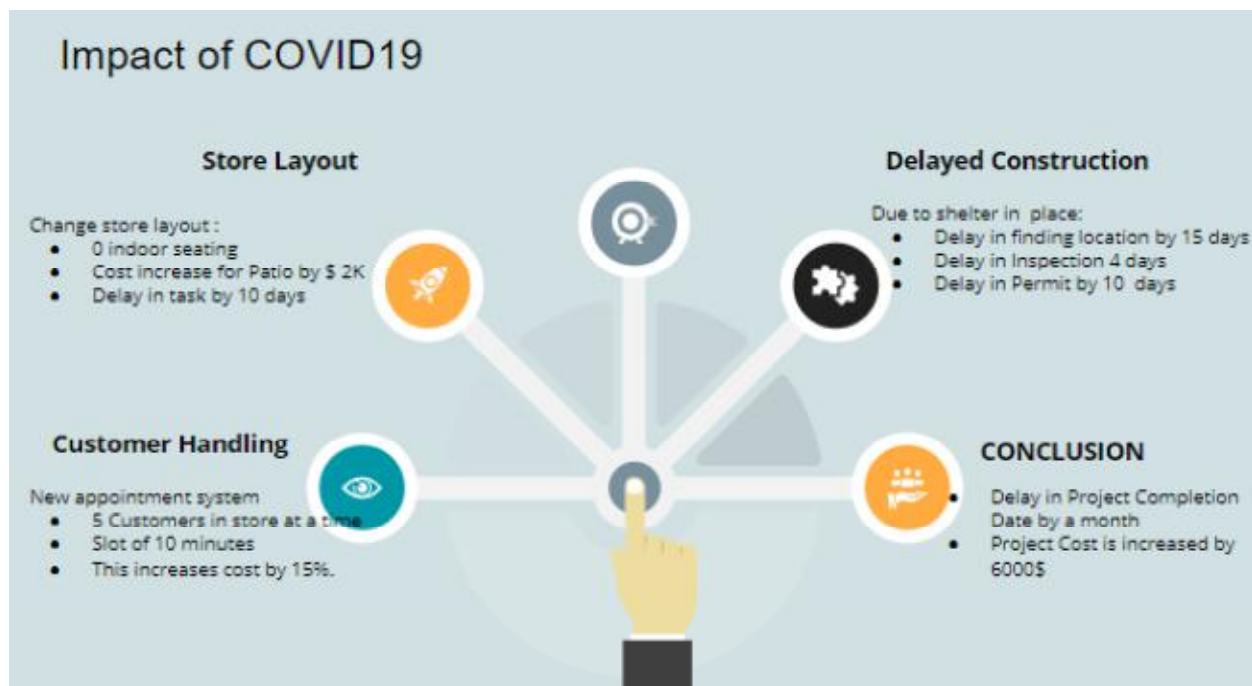 Impact of COVID19
Store Layout
Change store layout :
● 0 indoor seating
● Cost increase for Patio by $ 2K
● Delay in task by 10 days
Delayed Construction
Due to shelter in place:
● Delay in finding location by 15 days
● Delay in Inspection 4 days
● Delay in Permit by 10 days
Customer Handling
New appointment system
● 5 Customers in store at a time
● Slot of 10 minutes
● This increases cost by 15%.
CONCLUSION
● Delay in Project Completion
Date by a month
● Project Cost is increased by
6000$